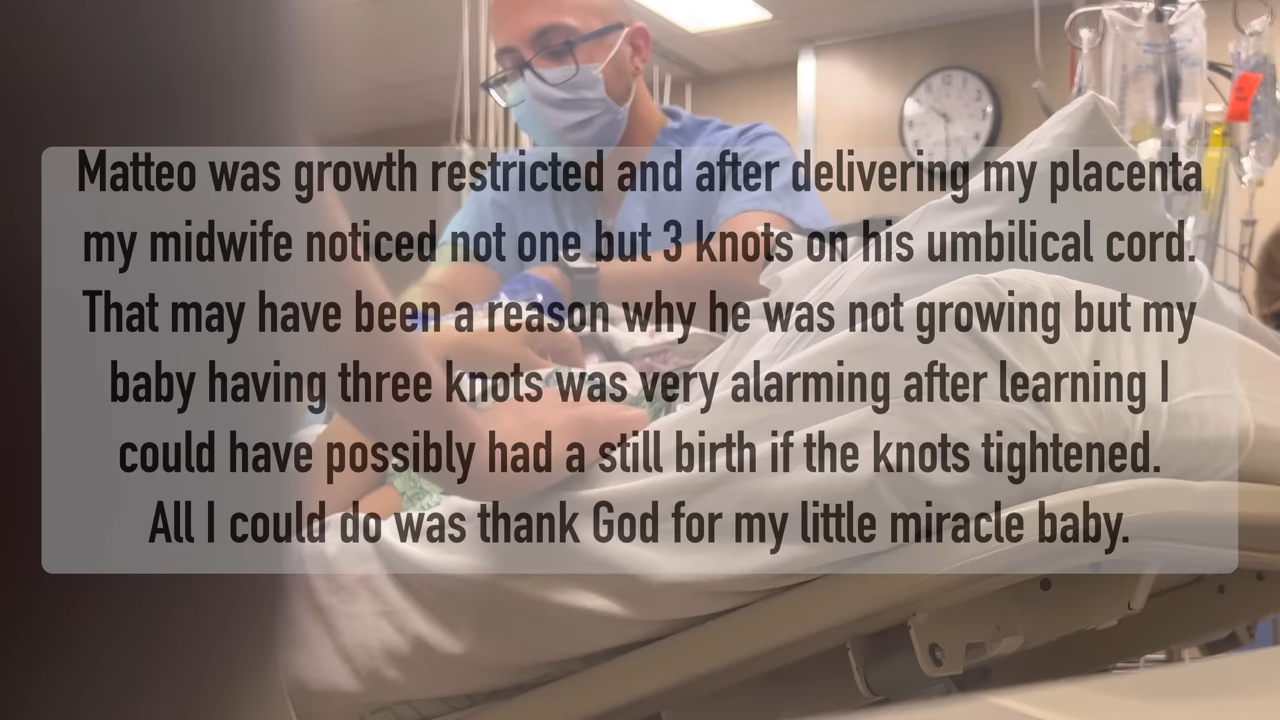 Matteo was growth restricted and after delivering my placenta
my midwife noticed not one but 3 knots on his umbilical cord.
That may have been a reason why he was not growing but my
baby having three knots was very alarming after learning I
could have possibly had a still birth if the knots tightened.
All I could do was thank God for my little miracle baby.